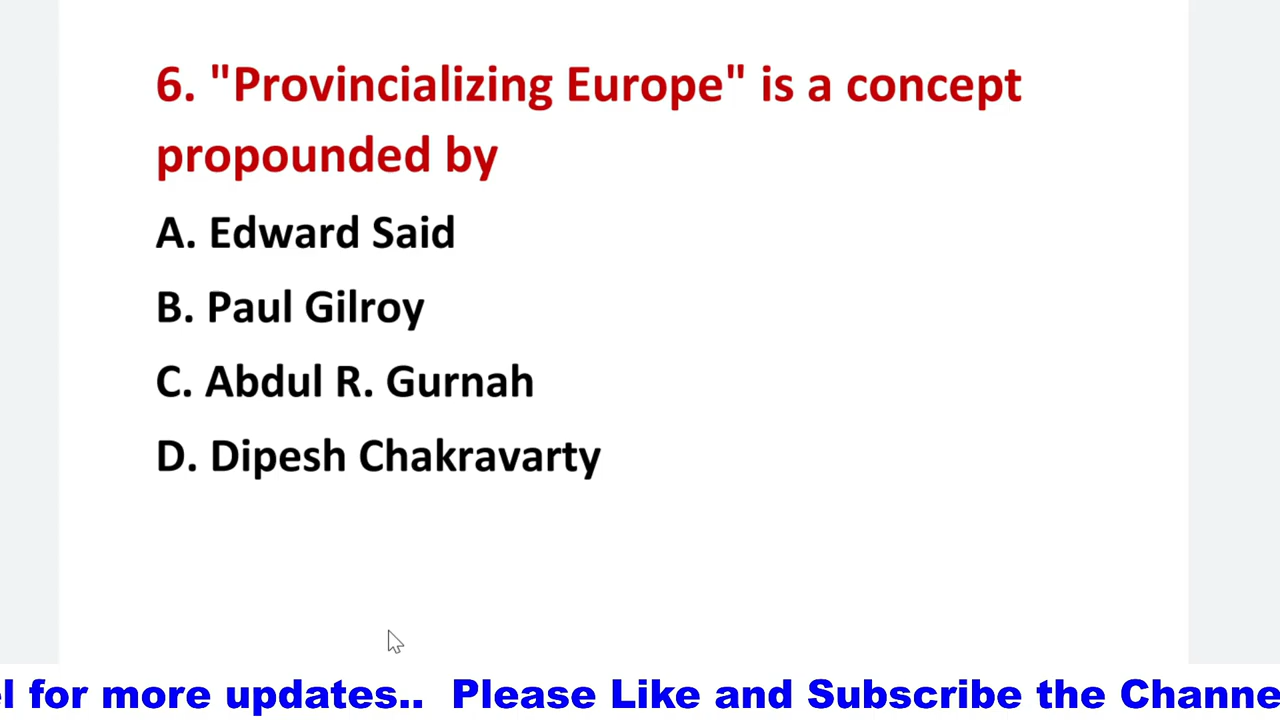 6. "Provincializing Europe" is a concept
propounded by
A. Edward Said
B. Paul Gilroy
C. Abdul R. Gurnah
D. Dipesh Chakravarty
for more updates.. Please Like and Subscribe the